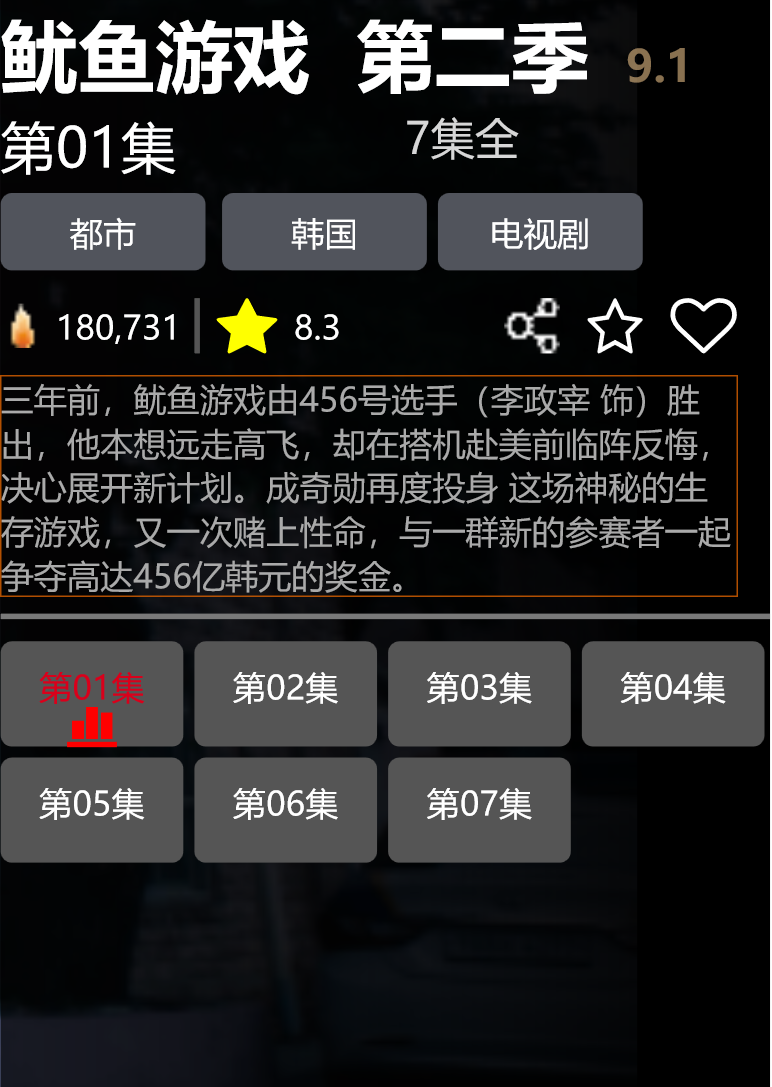 鱿鱼游戏 第二季 9.1
第01集 7集全
都市 韩国 电视剧
180,731 8.3
三年前，鱿鱼游戏由456号选手（李政宰 饰）胜
出，他本想远走高飞，却在搭机赴美前临阵反悔，
决心展开新计划。成奇勋再度投身 这场神秘的生
存游戏，又一次赌上性命，与一群新的参赛者一起
争夺高达456亿韩元的奖金。
第01集 第02集 第03集 第04集
第05集 第06集 第07集